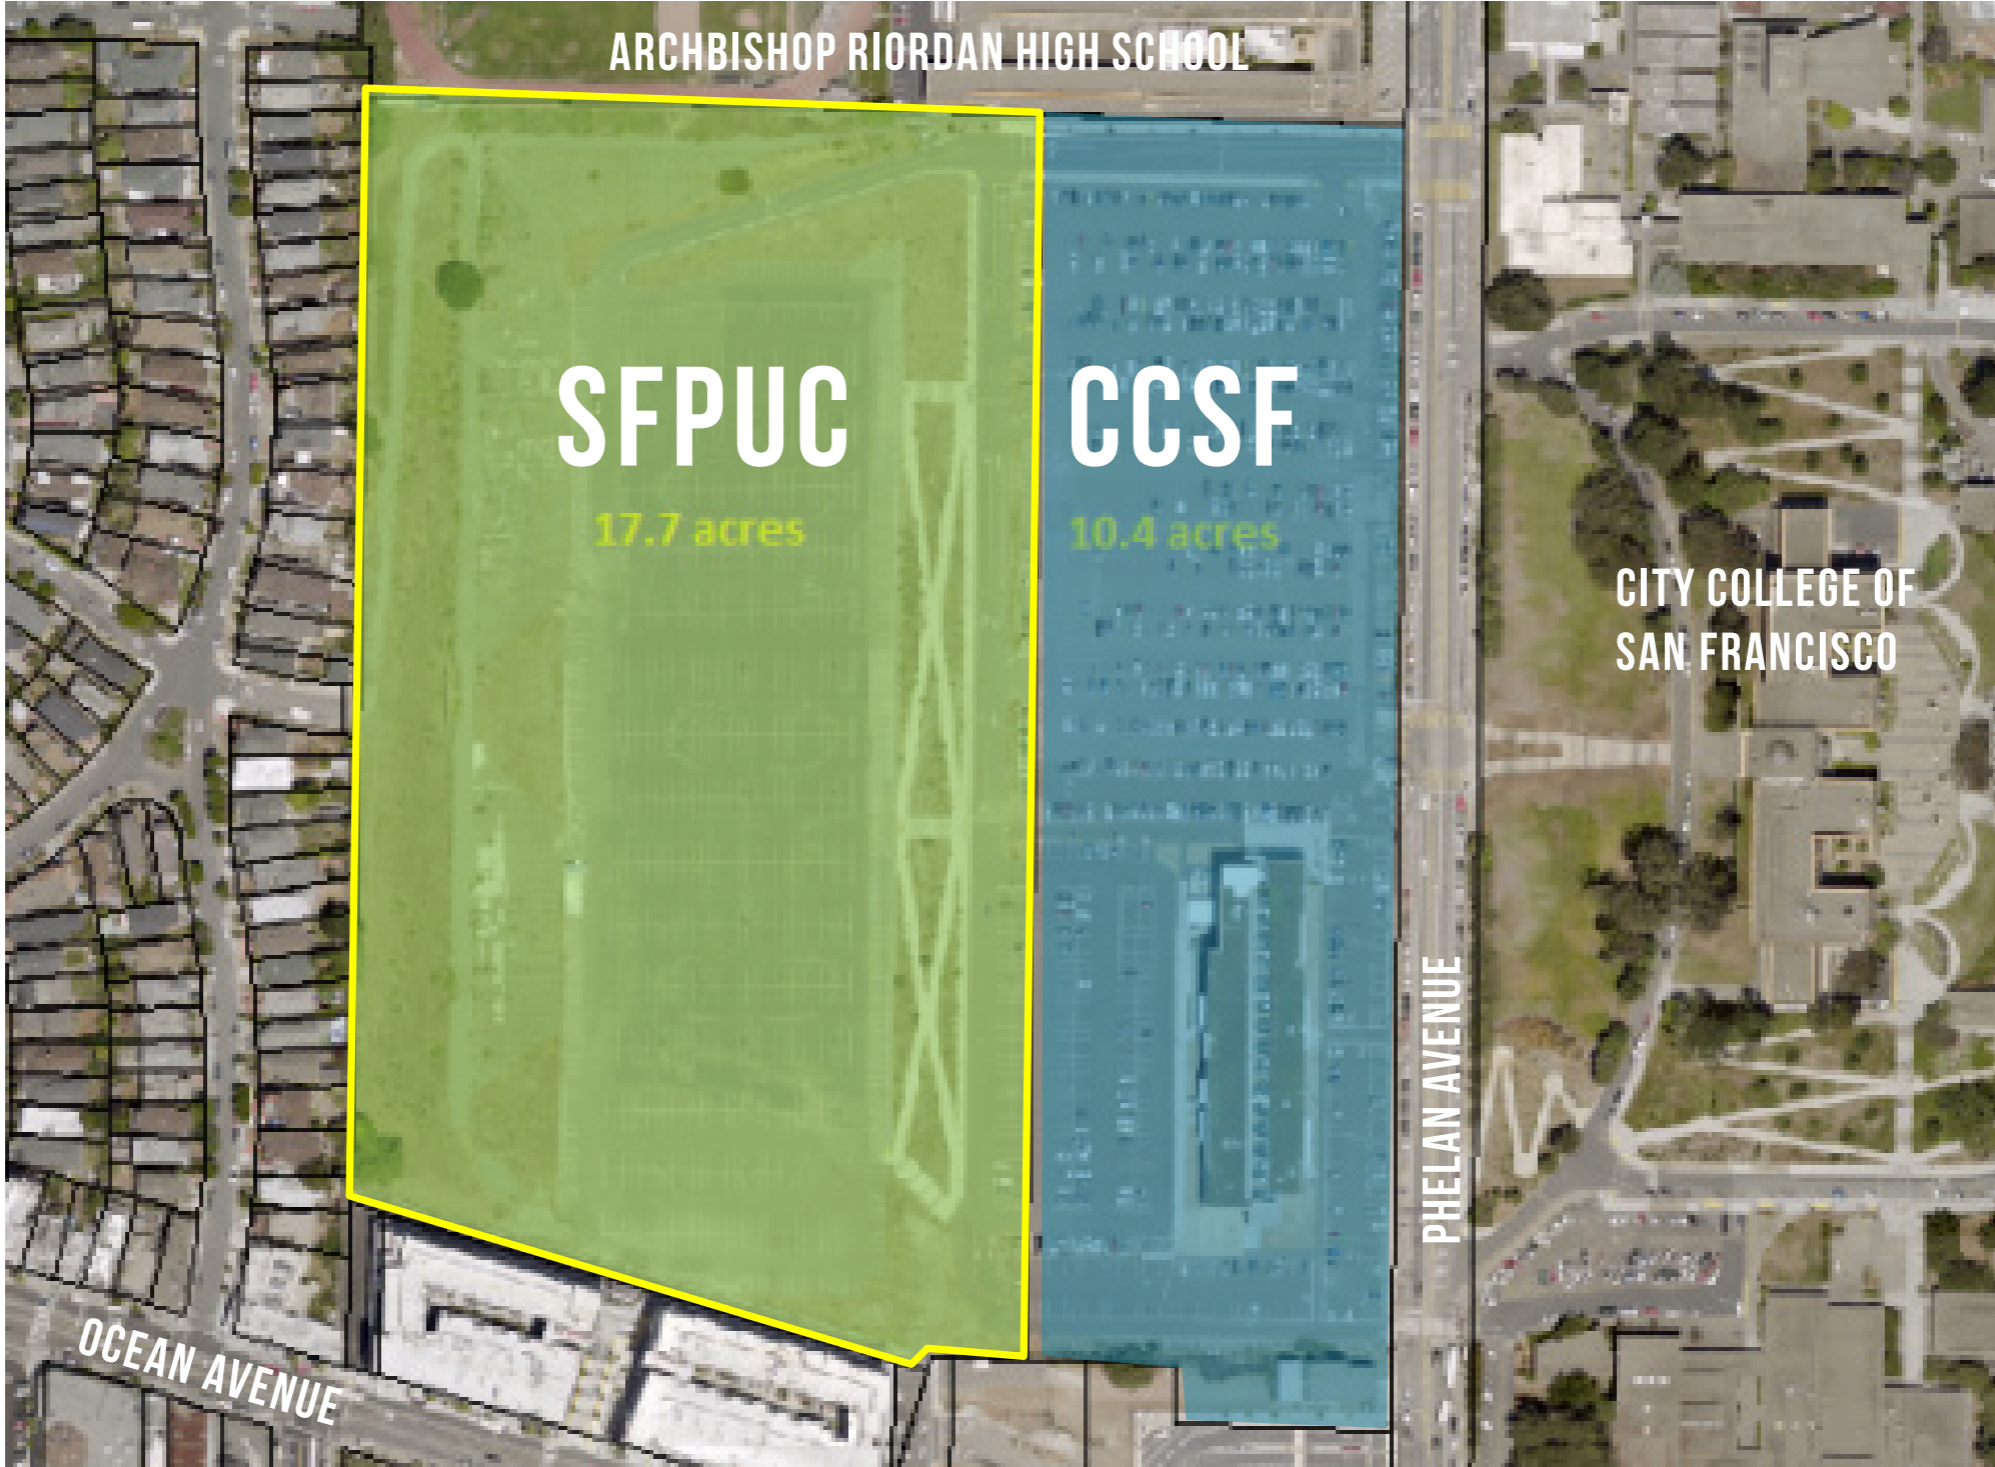 ARCHBISHOP RIORDAN HIGH SCHOOL
SFPUC
17.7 acres
CCSF
10.4 acres
CITY COLLEGE OF
SAN FRANCISCO
PHELAN AVENUE
OCEAN AVENUE